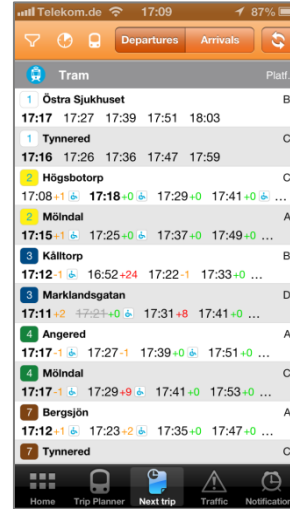 Telekom.de 17:09 87%
Departures Arrivals
Tram Platf.
1 Östra Sjukhuset B
17:17 17:27 17:39 17:51 18:03
1 Tynnered C
17:16 17:26 17:36 17:47 17:59
2 Högsbotorp C
17:08+1 17:18+0 17:29+0 17:41+0 ...
2 Mölndal A
17:15+1 17:25+0 17:37+0 17:49+0 ...
3 Kålltorp B
17:12-1 16:52+24 17:22-1 17:33+0 ...
3 Marklandsgatan D
17:11+2 17:21+0 17:31+8 17:41+0 ...
4 Angered A
17:17-1 17:27-1 17:39+0 17:51+0 ...
4 Mölndal C
17:17-1 17:29+9 17:41+0 17:53+0 ...
7 Bergsjön A
17:12+1 17:23+2 17:35+0 17:47+0 ...
7 Tynnered C
Home Trip Planner Next trip Traffic Notification